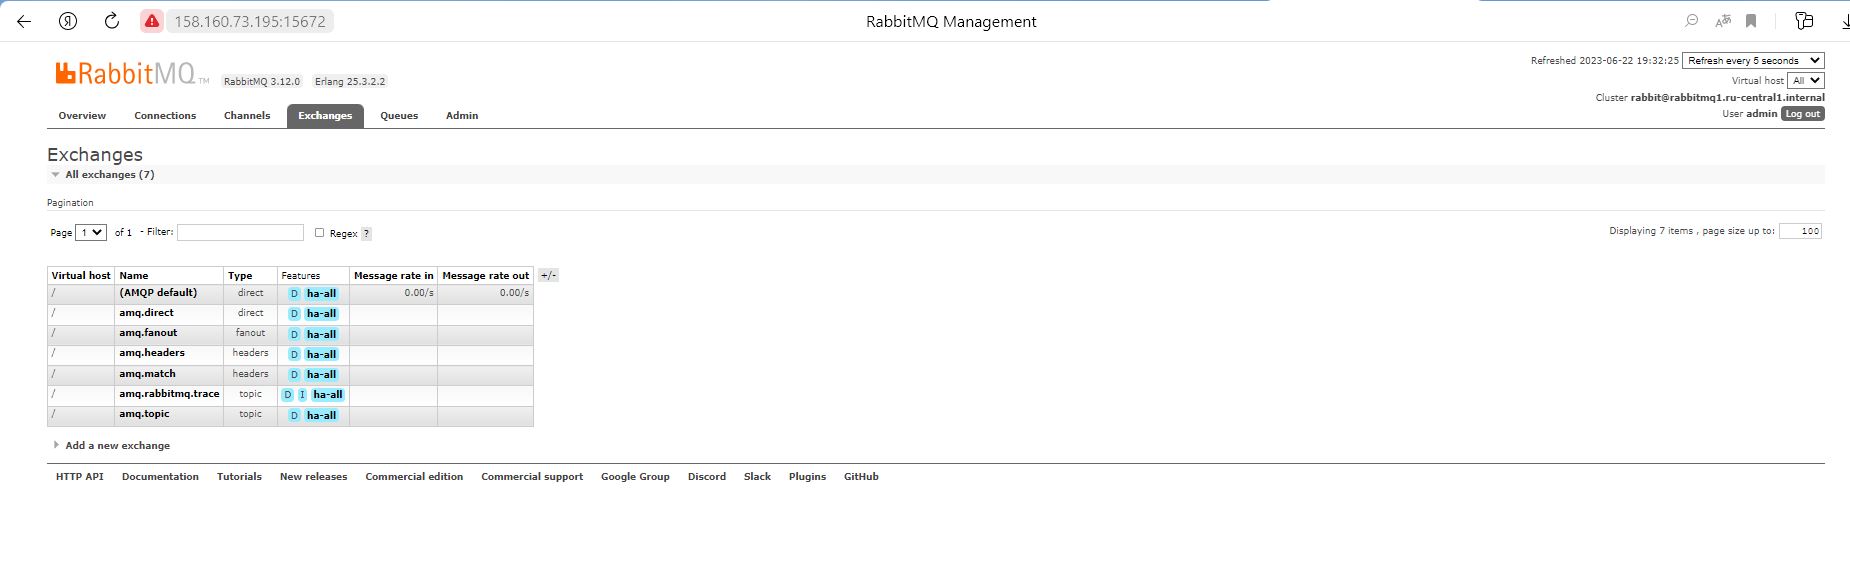 158.160.73.195:15672 RabbitMQ Management
RabbitMQ TM RabbitMQ 3.12.0 Erlang 25.3.2.2
Refreshed 2023-06-22 19:32:25 Refresh every 5 seconds
Virtual host All
Cluster rabbit@rabbitmq1.ru-central1.internal
User admin Log out
Overview Connections Channels Exchanges Queues Admin
Exchanges
All exchanges (7)
Pagination
Page 1 of 1 - Filter: Regex ?
Displaying 7 items , page size up to: 100
Virtual host Name Type Features Message rate in Message rate out +/-
/ (AMQP default) direct D ha-all 0.00/s 0.00/s
/ amq.direct direct D ha-all
/ amq.fanout fanout D ha-all
/ amq.headers headers D ha-all
/ amq.match headers D ha-all
/ amq.rabbitmq.trace topic D I ha-all
/ amq.topic topic D ha-all
Add a new exchange
HTTP API Documentation Tutorials New releases Commercial edition Commercial support Google Group Discord Slack Plugins GitHub